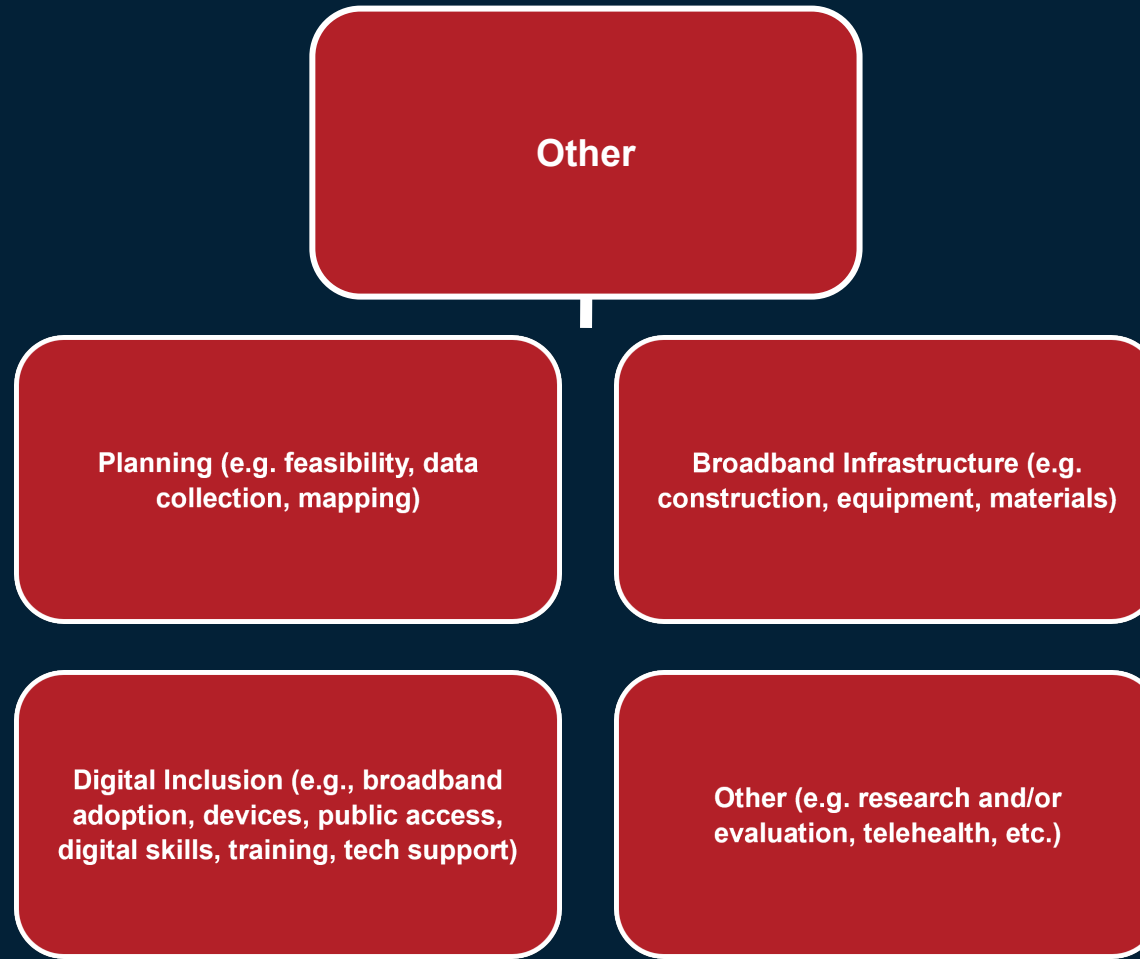 Other
Planning (e.g. feasibility, data
collection, mapping)
Broadband Infrastructure (e.g.
construction, equipment, materials)
Digital Inclusion (e.g., broadband
adoption, devices, public access,
digital skills, training, tech support)
Other (e.g. research and/or
evaluation, telehealth, etc.)